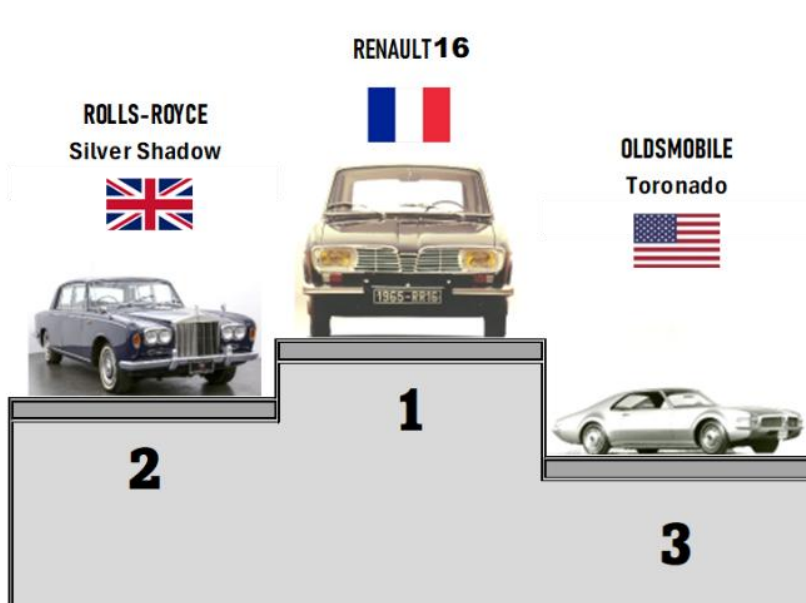 RENAULT16
ROLLS-ROYCE
Silver Shadow
OLDSMOBILE
Toronado
1965-RR16
1
2
3